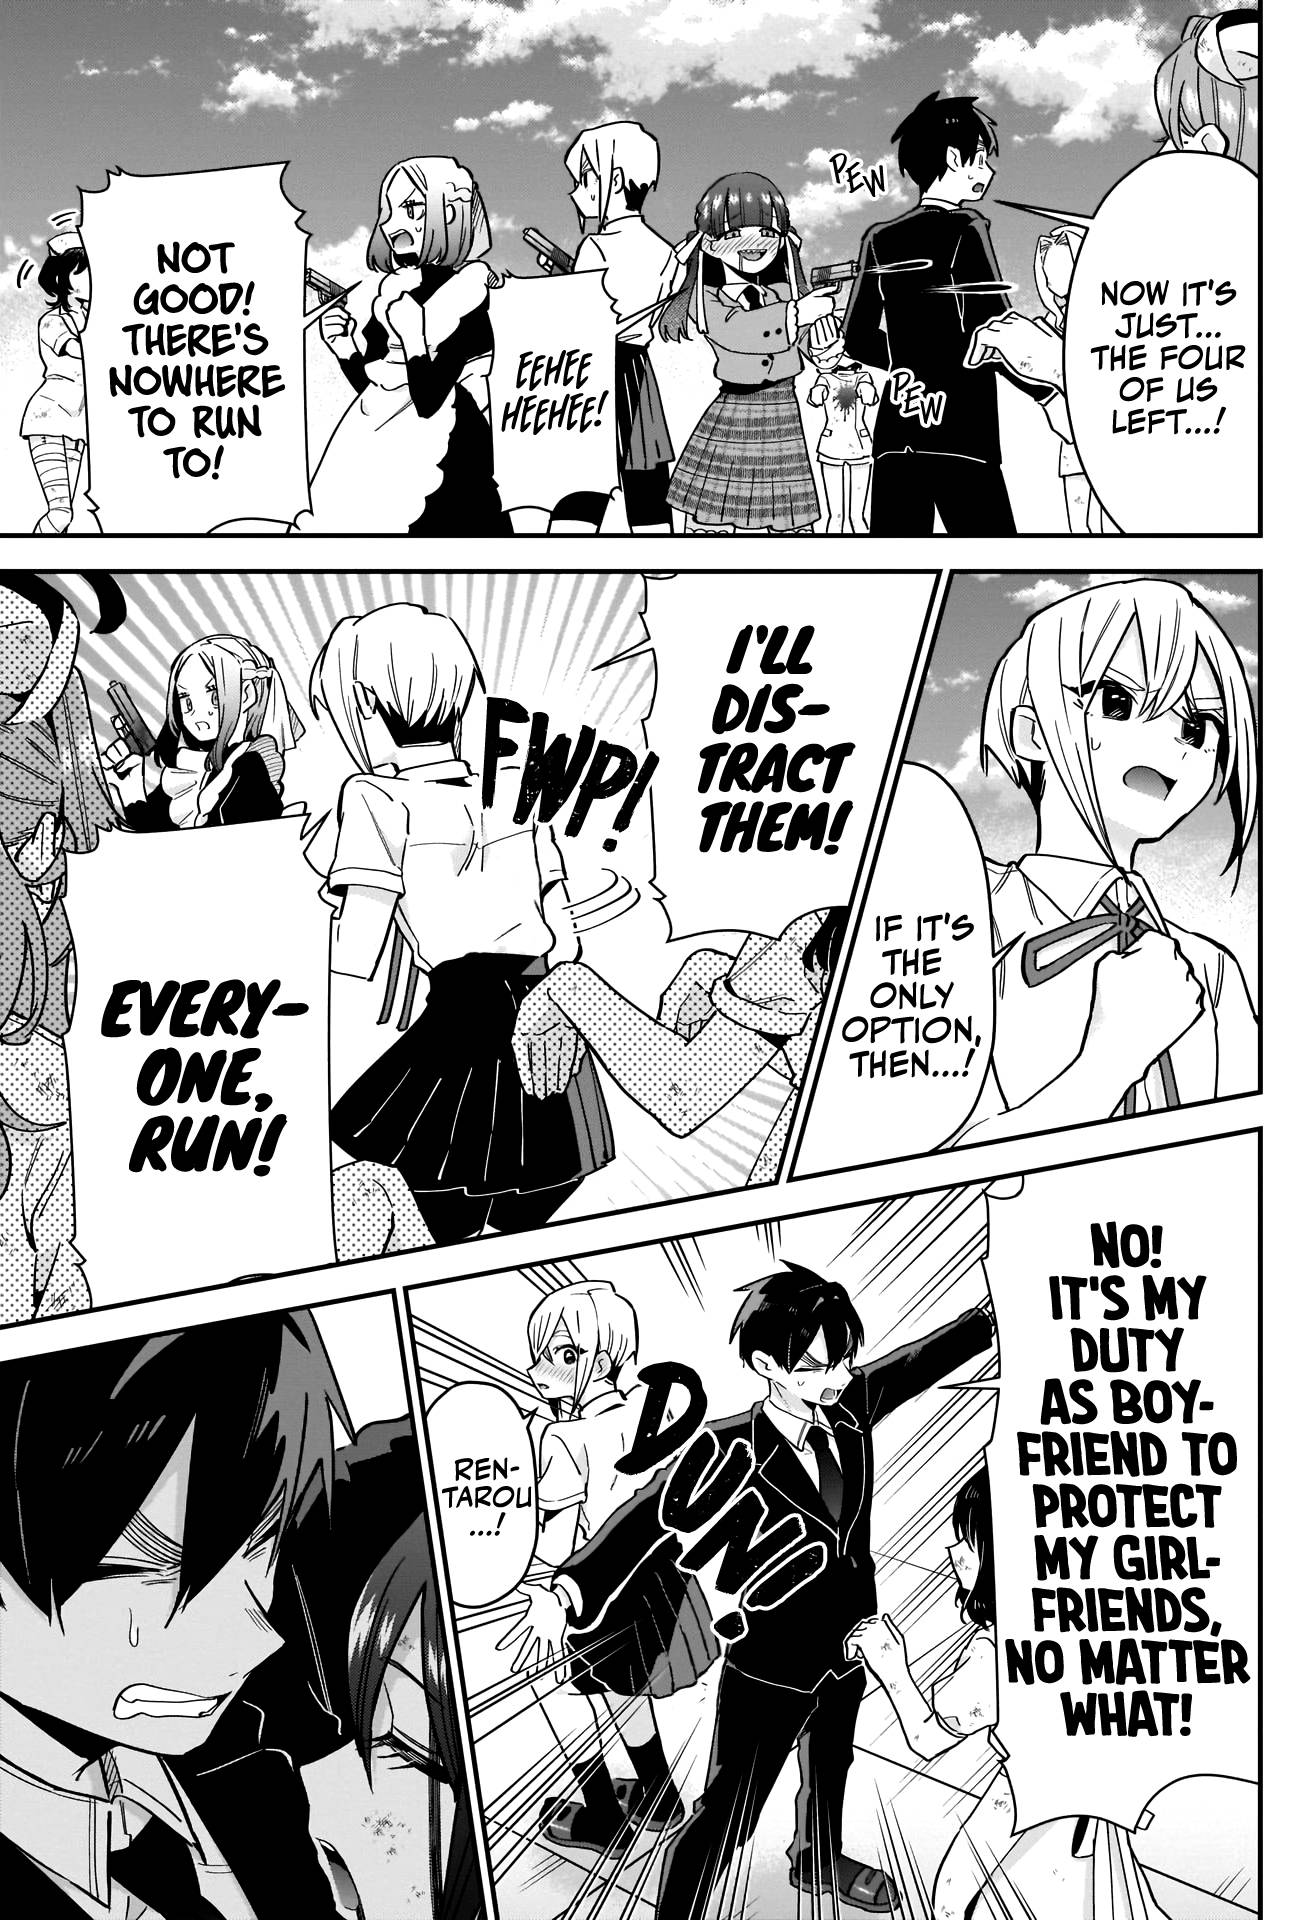 PEW
PEW
NOW IT'S
JUST...
THE FOUR
OF US
LEFT...!
EEHEE
HEEHEE!
NOT
GOOD!
THERE'S
NOWHERE
TO RUN
TO!
IF IT'S
THE
ONLY
OPTION,
THEN...!
I'LL
DIS-
TRACT
THEM!
FWP!
EVERY-
ONE,
RUN!
NO!
IT'S MY
DUTY
AS BOY-
FRIEND TO
PROTECT
MY GIRL-
FRIENDS,
NO MATTER
WHAT!
DUN!
REN-
TAROU
...!